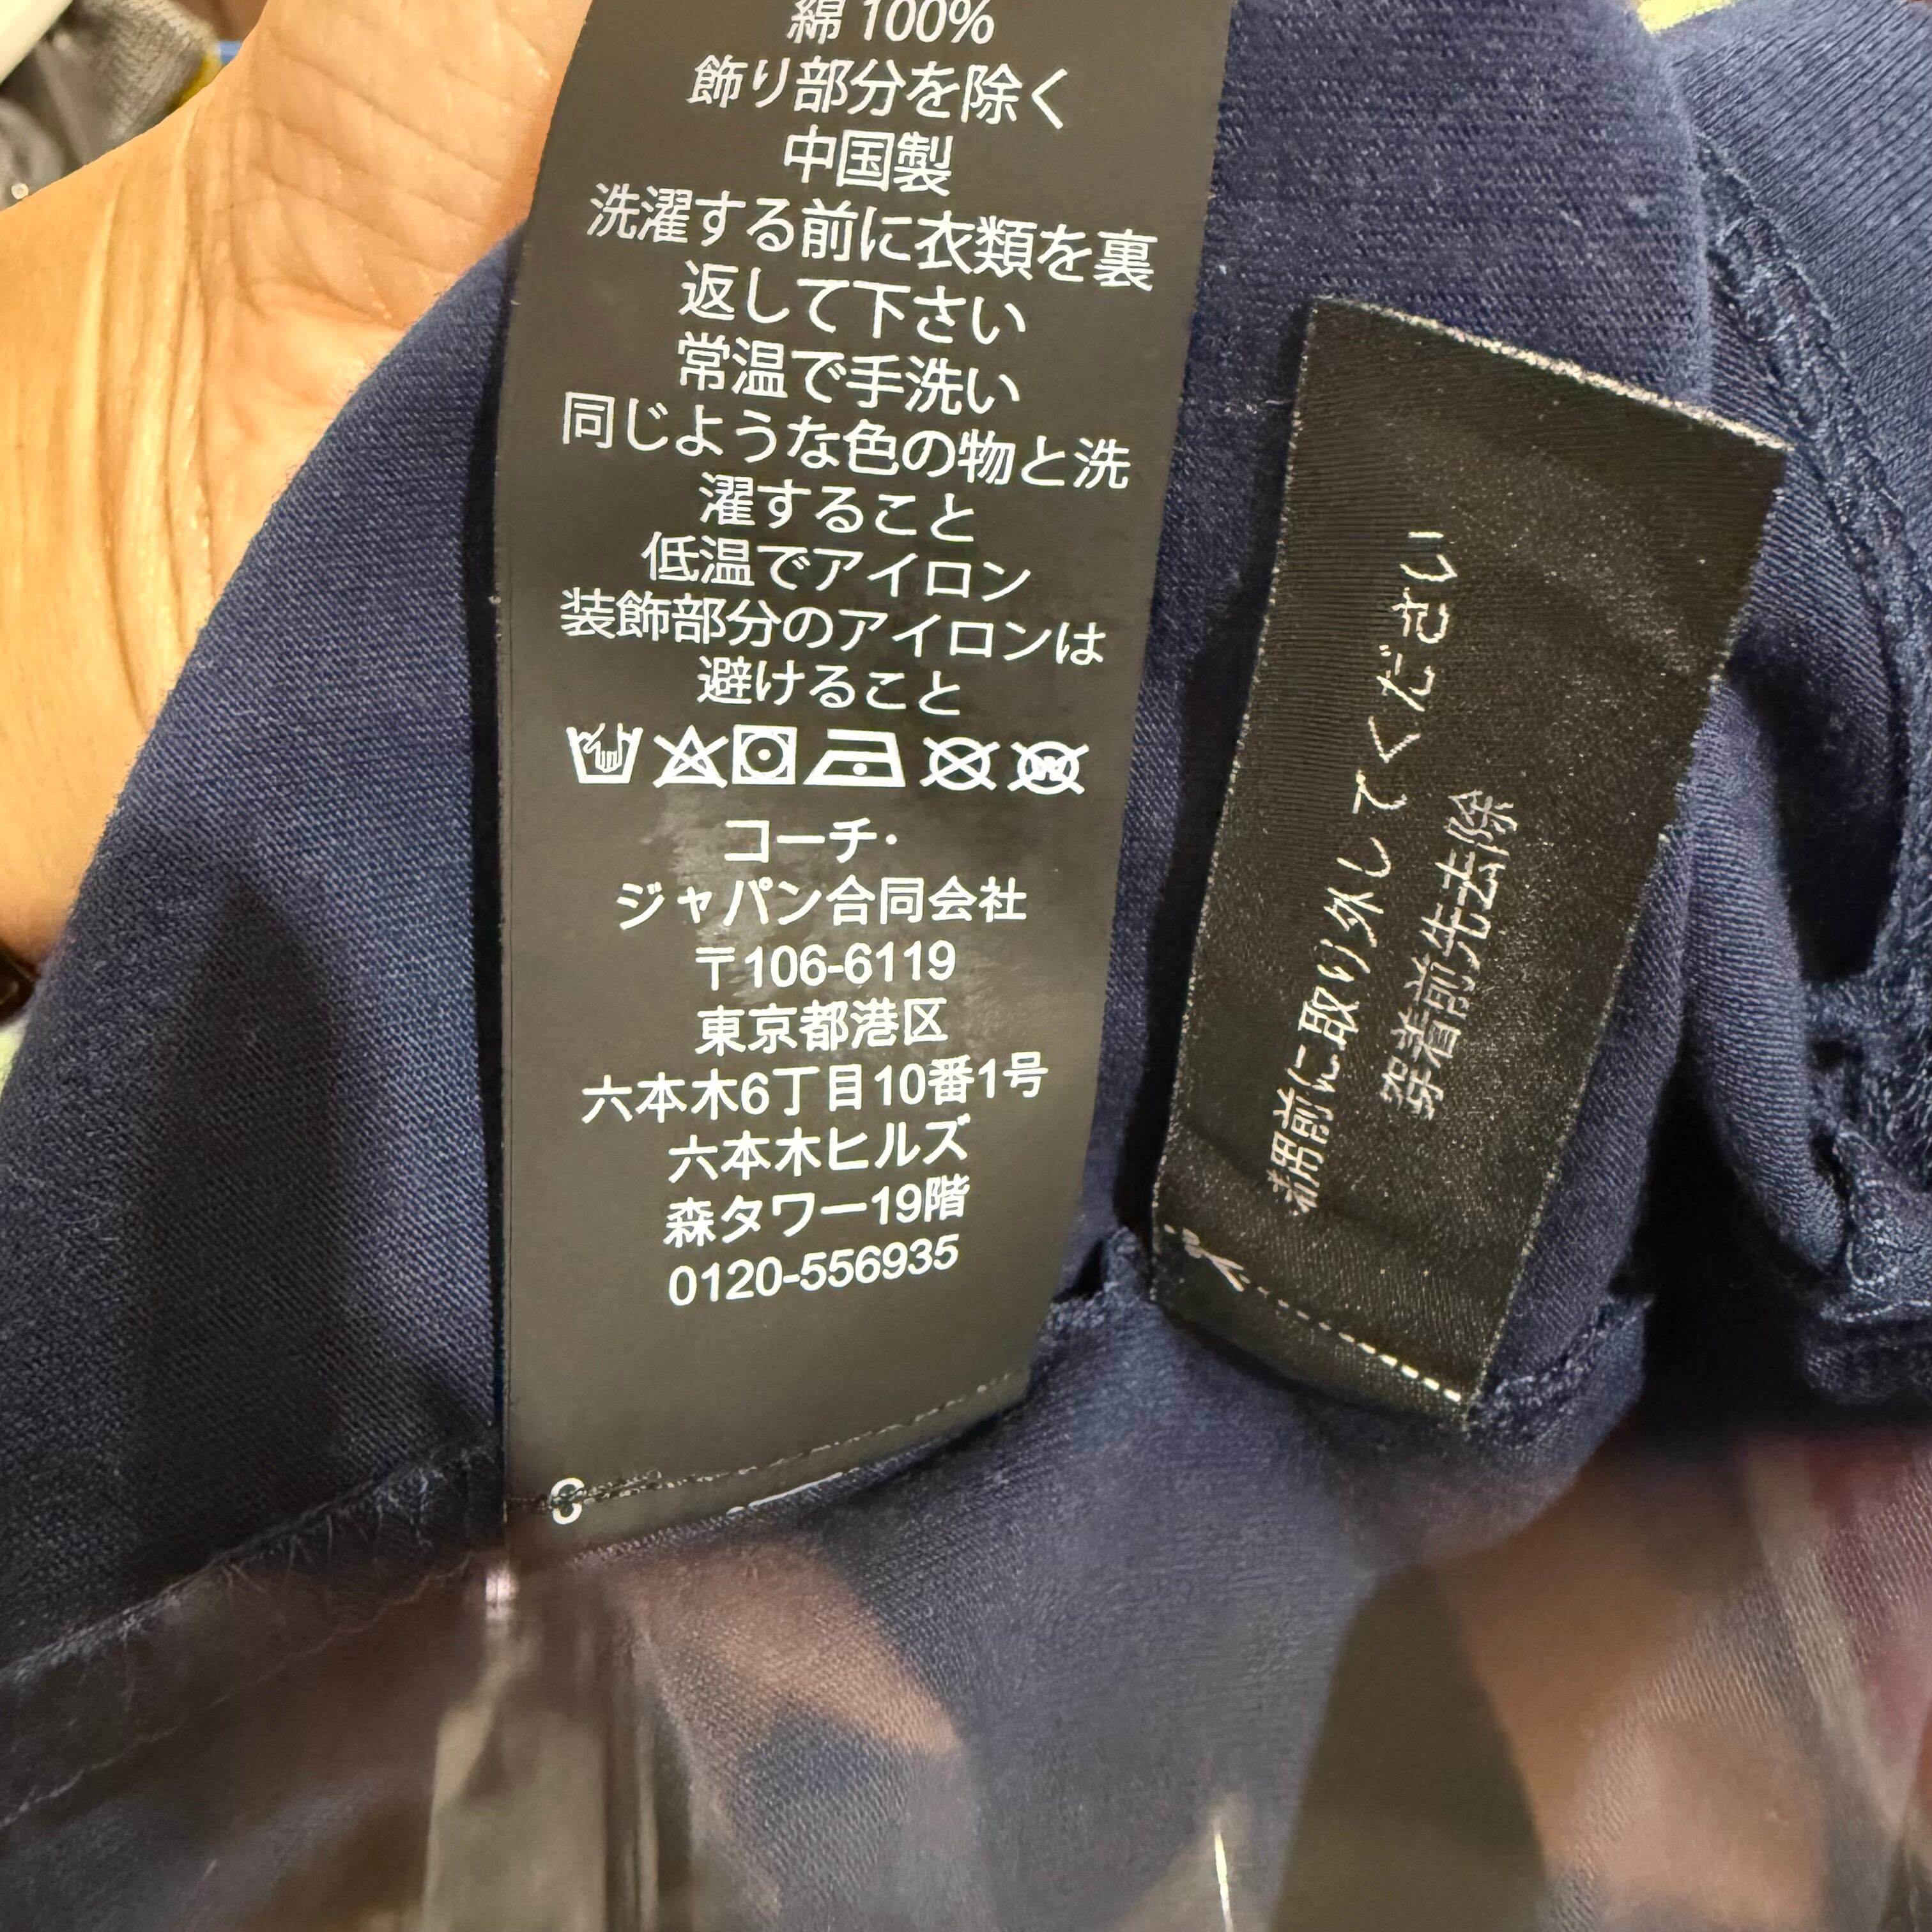 綿 100%
飾り部分を除く
中国製
洗濯する前に衣類を裏
返して下さい
常温で手洗い
同じような色の物と洗
濯すること
低温でアイロン
装飾部分のアイロンは
避けること
コーチ・
ジャパン合同会社
〒106-6119
東京都港区
六本木6丁目10番1号
六本木ヒルズ
森タワー19階
0120-556935
着用前に取り外してください
穿着前先去除